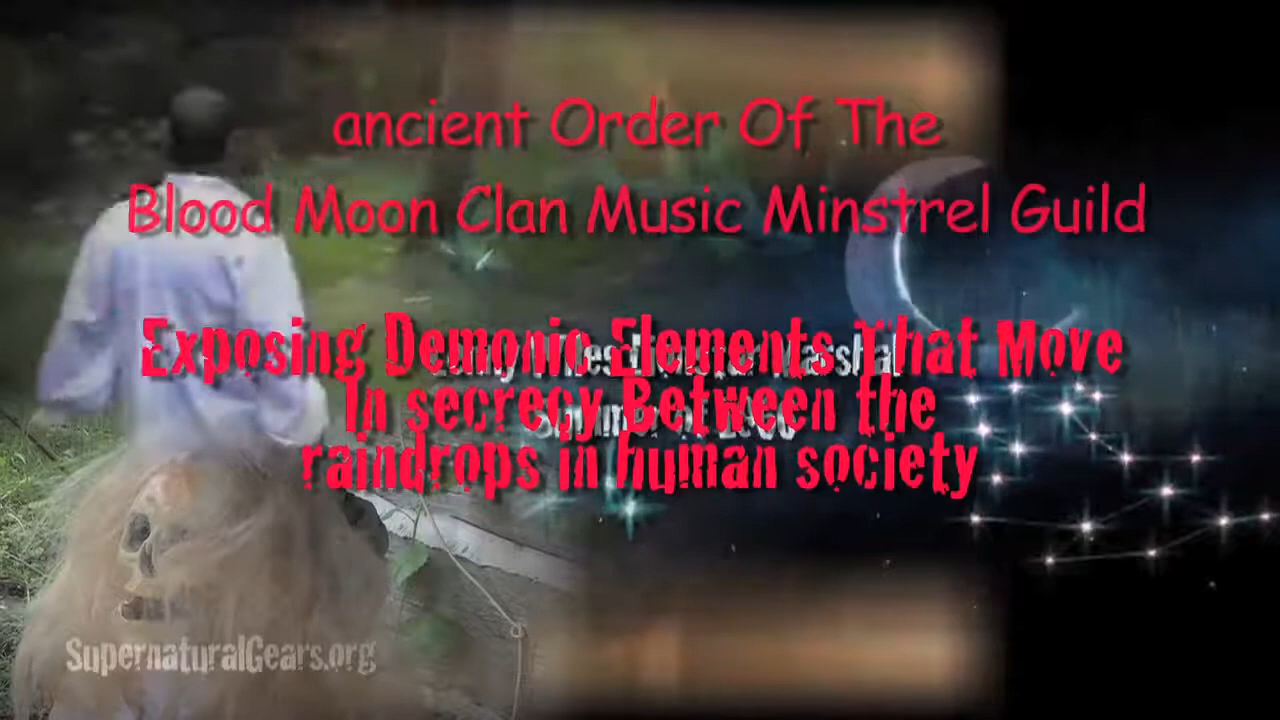 ancient Order Of The
Blood Moon Clan Music Minstrel Guild
Exposing Demonic Elements That Move
In secrecy Between the
raindrops in human society
SupernaturalGears.org